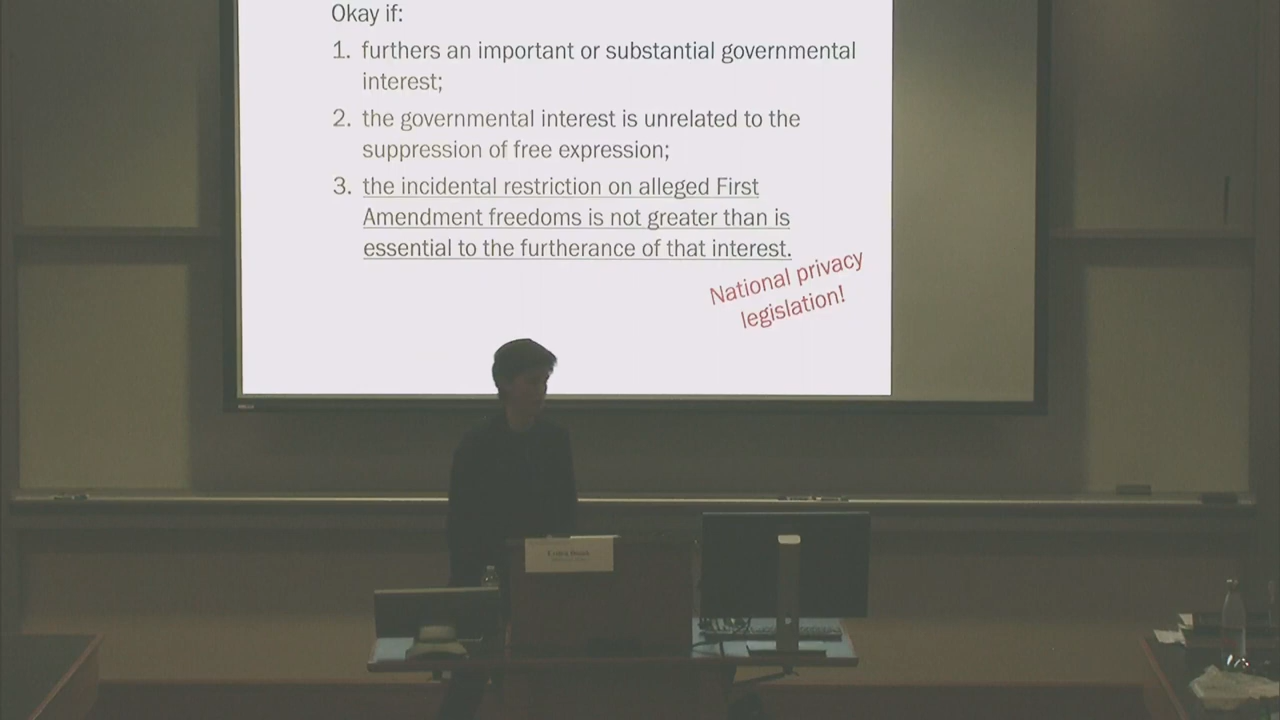 Okay if:
1. furthers an important or substantial governmental
interest;
2. the governmental interest is unrelated to the
suppression of free expression;
3. the incidental restriction on alleged First
Amendment freedoms is not greater than is
essential to the furtherance of that interest.
National privacy
legislation!